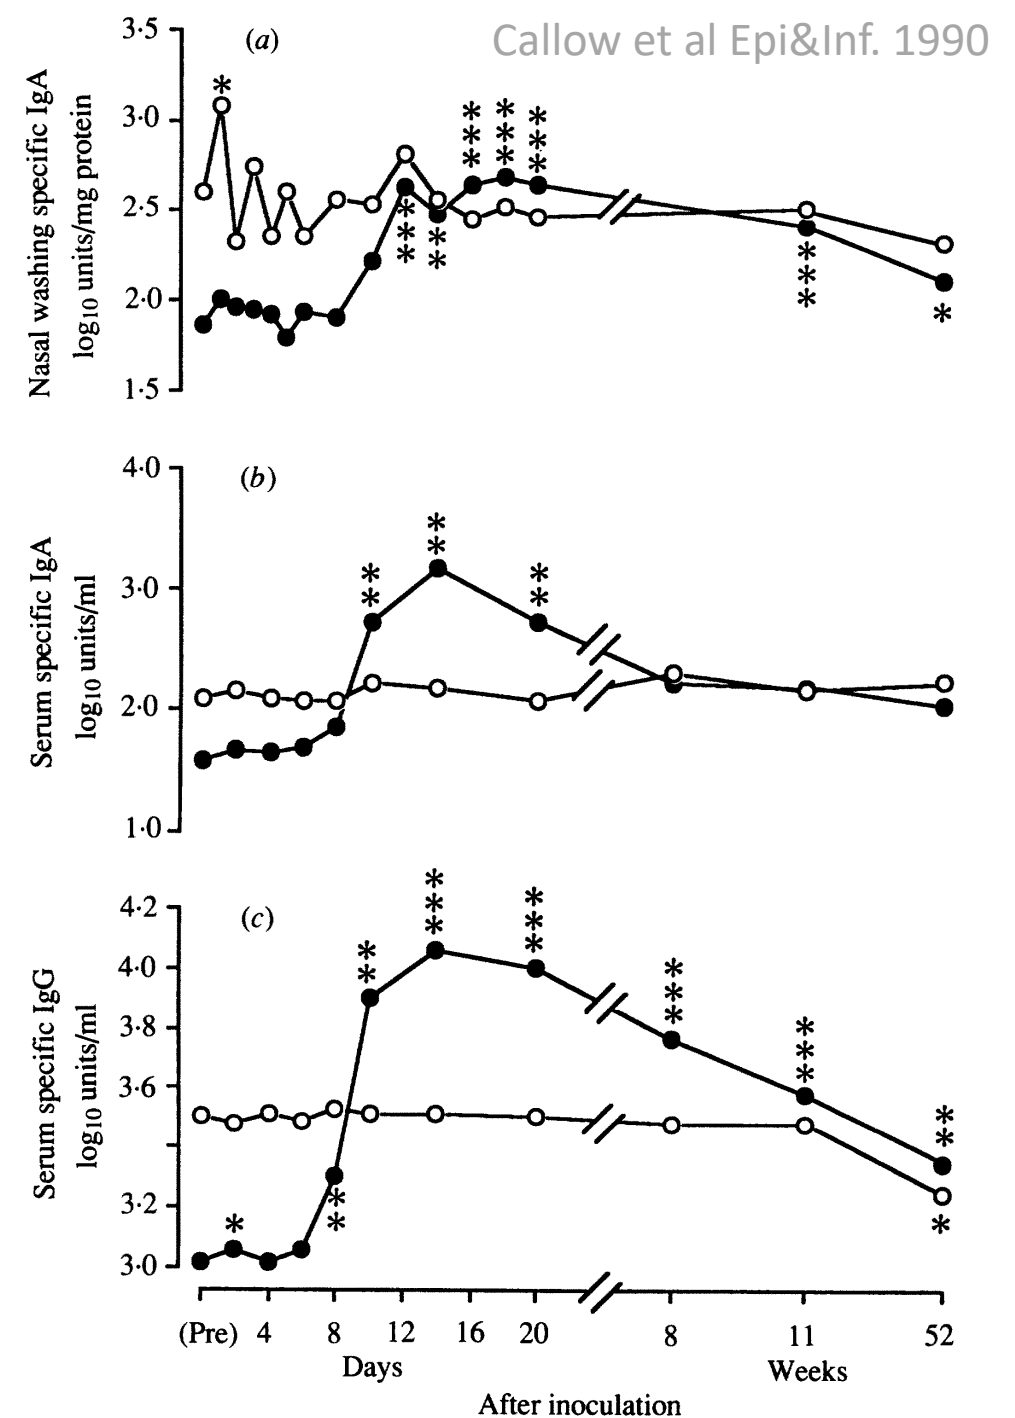 Callow et al Epi&Inf. 1990
(a)
Nasal washing specific IgA
log10 units/mg protein
3·5
3·0
2·5
2·0
1·5
(b)
Serum specific IgA
log10 units/ml
4·0
3·0
2·0
1·0
(c)
Serum specific IgG
log10 units/ml
4·2
4·0
3·8
3·6
3·2
3·0
(Pre) 4 8 12 16 20 8 11 52
Days Weeks
After inoculation